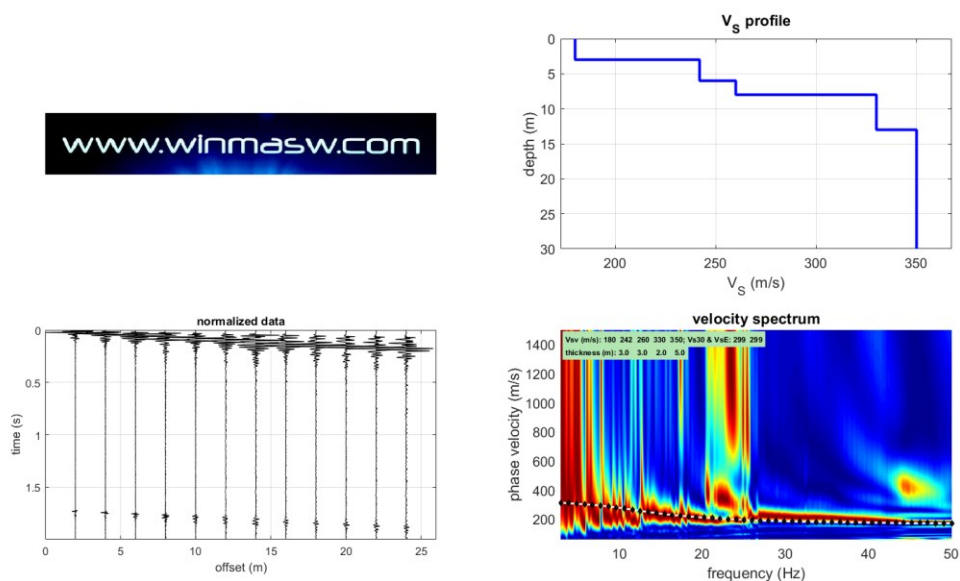 www.winmasw.com
V_S profile
0
5
10
15
20
25
30
depth (m)
200 250 300 350
V_S (m/s)
normalized data
0
0.5
1
1.5
time (s)
0 5 10 15 20 25
offset (m)
velocity spectrum
Vsv (m/s): 180 242 260 330 350; Vs30 & VsE: 299 299
thickness (m): 3.0 3.0 2.0 5.0
1400
1200
1000
800
600
400
200
phase velocity (m/s)
10 20 30 40 50
frequency (Hz)